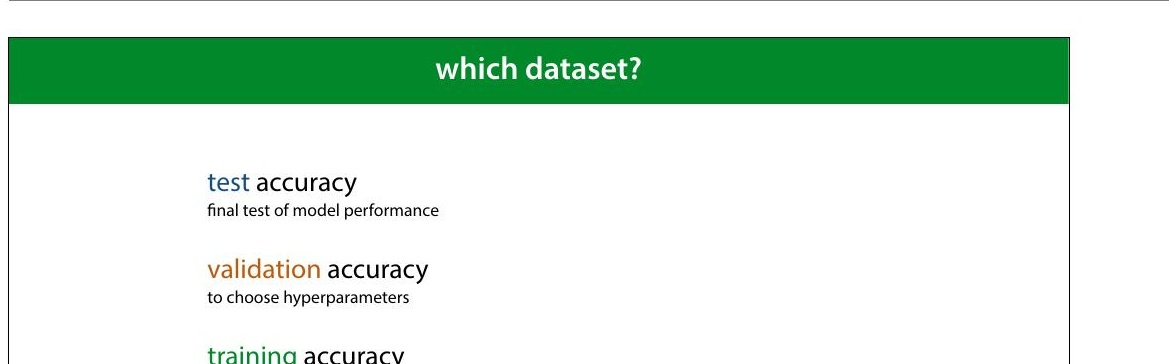 which dataset?
test accuracy
final test of model performance
validation accuracy
to choose hyperparameters
training accuracy